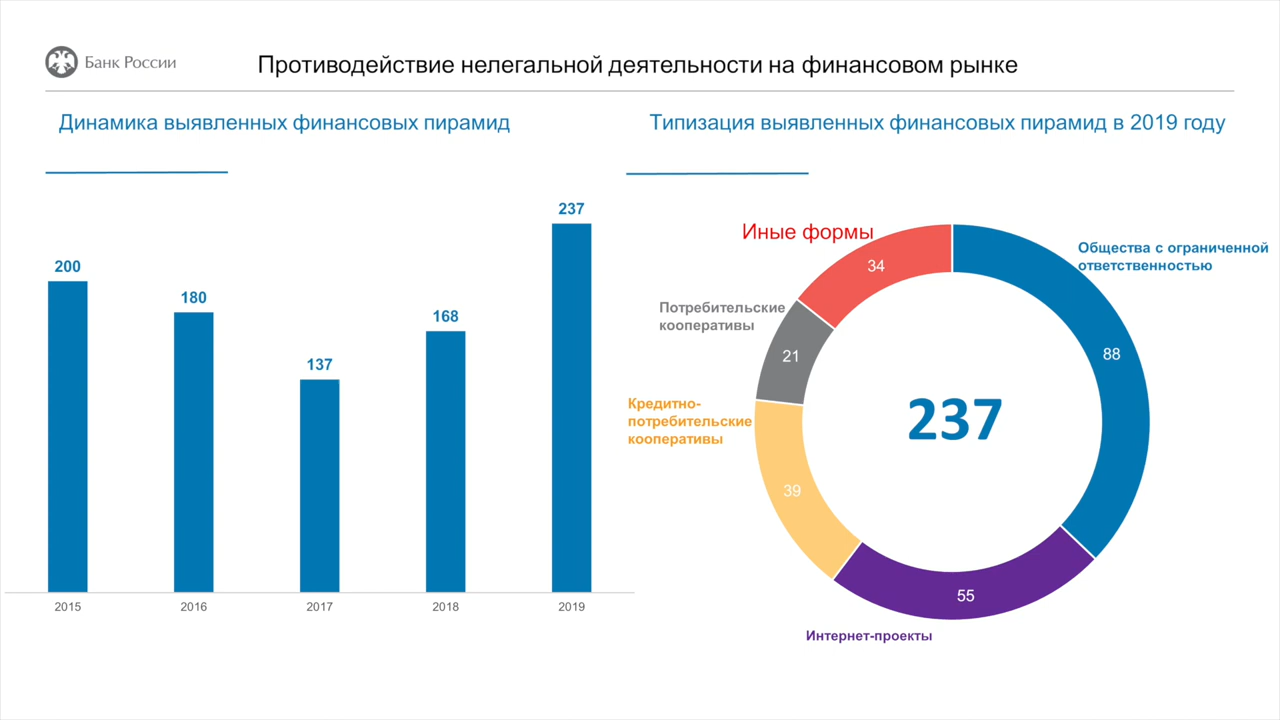 Банк России
Противодействие нелегальной деятельности на финансовом рынке
Динамика выявленных финансовых пирамид
200
180
137
168
237
2015
2016
2017
2018
2019
Типизация выявленных финансовых пирамид в 2019 году
Иные формы
34
Общества с ограниченной
ответственностью
88
Потребительские
кооперативы
21
Кредитно-
потребительские
кооперативы
39
237
55
Интернет-проекты